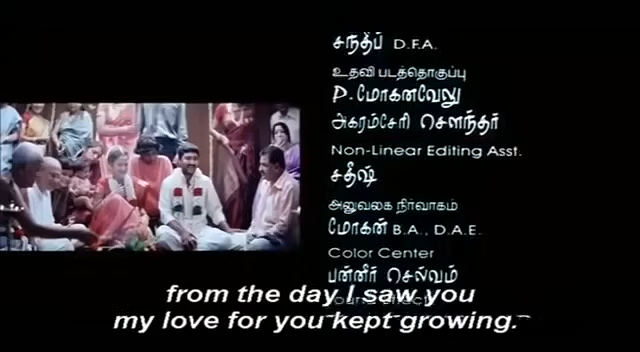 சந்தீப் D.F.A.
உதவி படத்தொகுப்பு
P.மோகனவேலு
அகரம்சேரி சௌந்தர்
Non-Linear Editing Asst.
சதீஷ்
அலுவலக நிர்வாகம்
மோகன் B.A., D.A.E.
Color Center
பன்னீர் செல்வம்
from the day I saw you
my love for you kept growing.